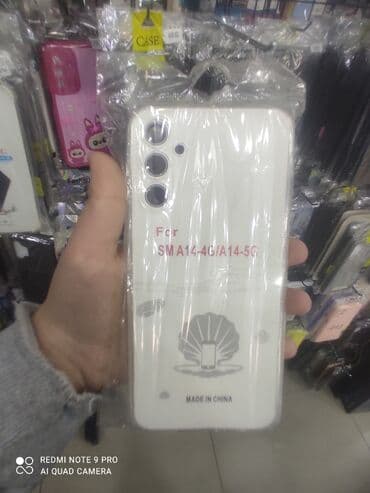 CASE
For
SM A14-4G/A14-5G
MADE IN CHINA
REDMI NOTE 9 PRO
AI QUAD CAMERA